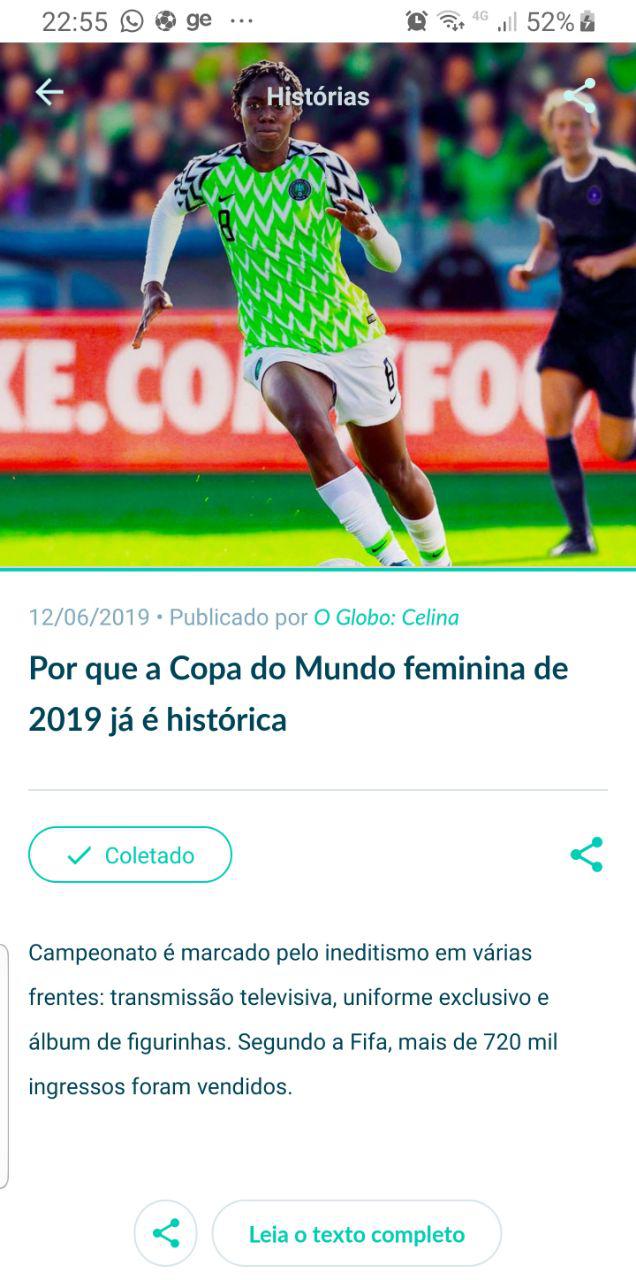 22:55 ge ... 4G 52%
Histórias
8
8
KE.COM/FOO
12/06/2019 • Publicado por O Globo: Celina
Por que a Copa do Mundo feminina de
2019 já é histórica
Coletado
Campeonato é marcado pelo ineditismo em várias
frentes: transmissão televisiva, uniforme exclusivo e
álbum de figurinhas. Segundo a Fifa, mais de 720 mil
ingressos foram vendidos.
Leia o texto completo